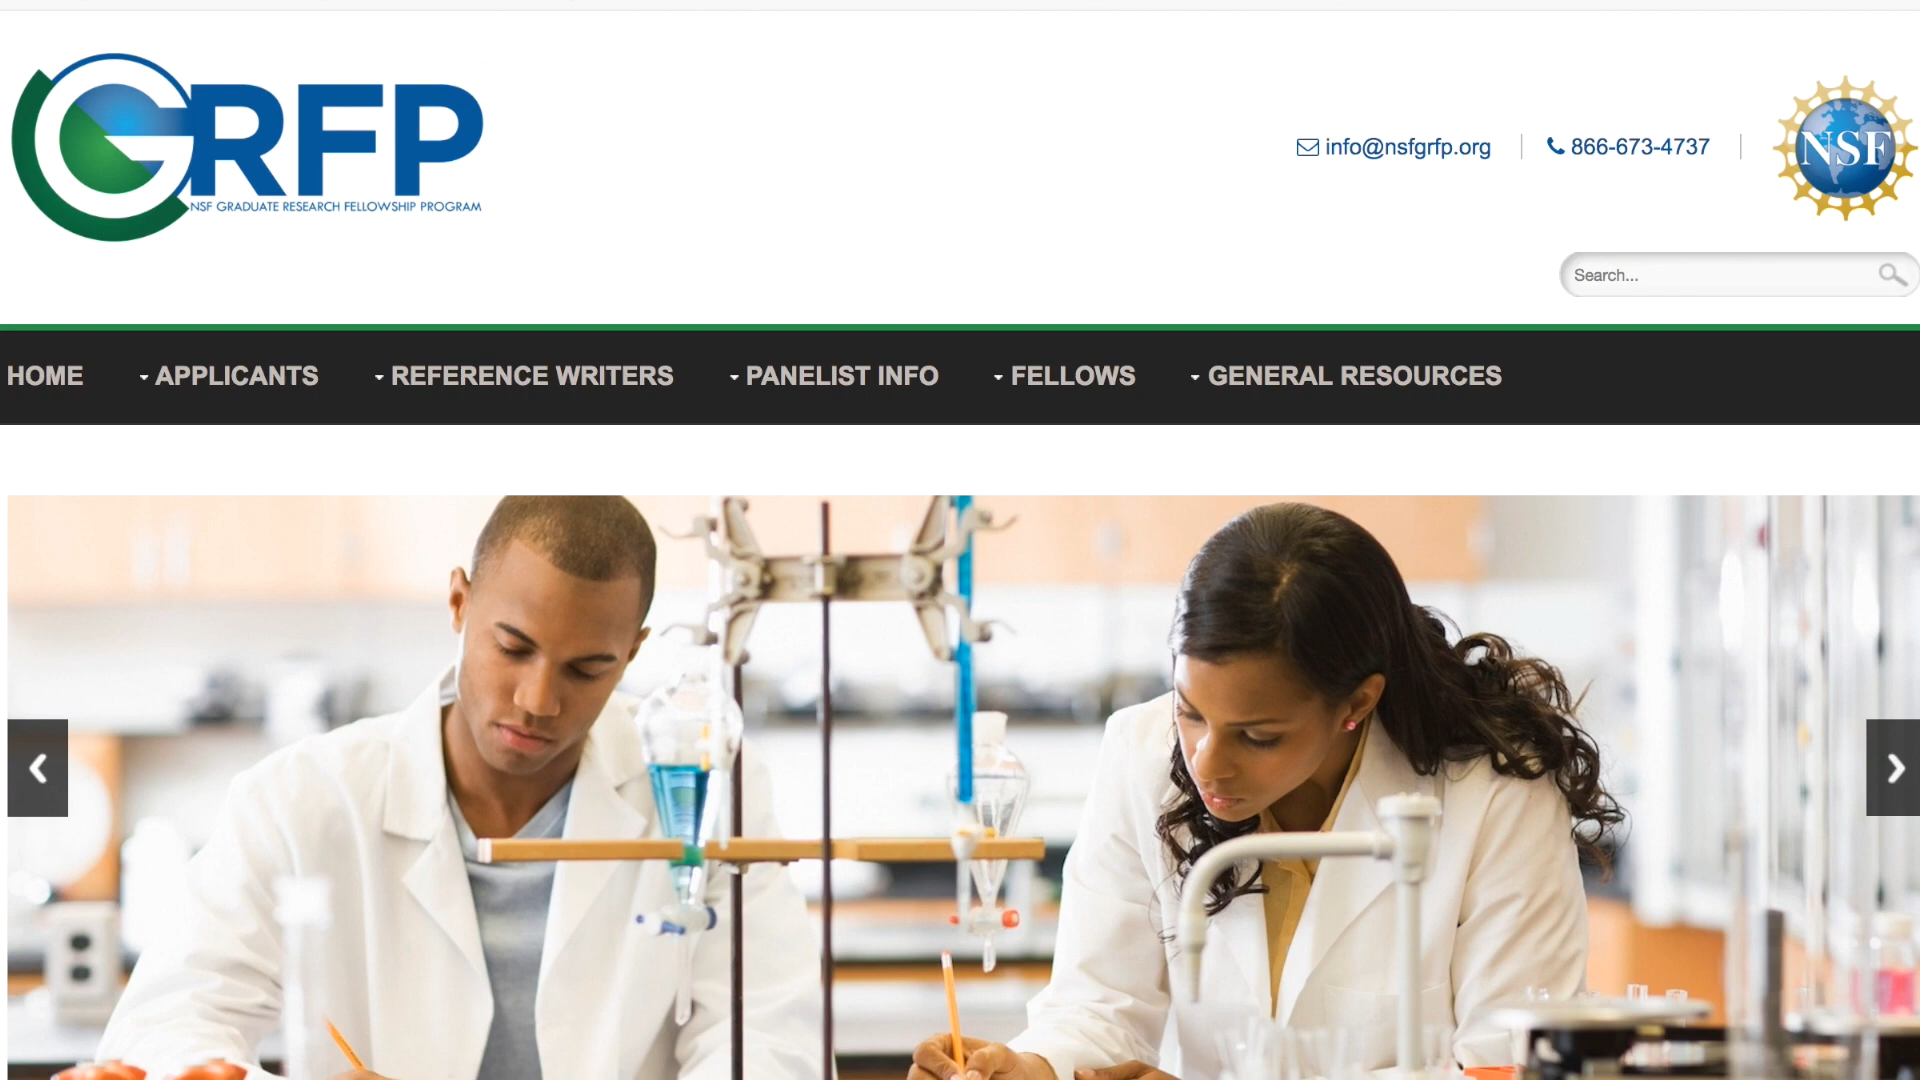 GRFP
NSF GRADUATE RESEARCH FELLOWSHIP PROGRAM
info@nsfgrfp.org
866-673-4737
NSF
Search...
HOME
APPLICANTS
REFERENCE WRITERS
PANELIST INFO
FELLOWS
GENERAL RESOURCES